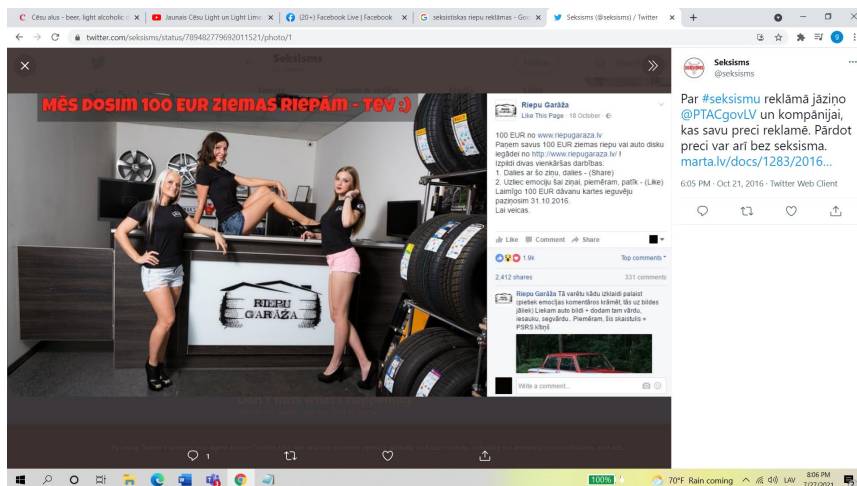 Cēsu alus - beer, light alcoholic d
Jaunais Cēsu Light un Light Lime
(20+) Facebook Live | Facebook
seksistiskas riepu reklāmas - Goo
Seksisms (@seksisms) / Twitter
twitter.com/seksisms/status/789482779692011521/photo/1
Seksisms
MĒS DOSIM 100 EUR ZIEMAS RIEPĀM - TEV :)
RIEPU
GARĀŽA
Riepu Garāža
Like This Page · 18 October ·
100 EUR no www.riepugaraza.lv
Paņem savus 100 EUR ziemas riepu vai auto disku
iegādei no http://www.riepugaraza.lv/ !
Izpildi divas vienkāršas darbības:
1. Dalies ar šo ziņu, dalies - (Share)
2. Uzliec emociju šai ziņai, piemēram, patīk - (Like)
Laimīgo 100 EUR dāvanu kartes ieguvēju
paziņosim 31.10.2016.
Lai veicas.
Like Comment Share
1.9k Top comments
2,412 shares 331 comments
Riepu Garāža Tā varētu kādu izklaidi palaist
(pietiek emocijas komentāros krāmēt, tās uz bildes
jāliek) Liekam auto bildi + dodam tam vārdu,
iesauku, segvārdu.. Piemēram, šis skaistulis =
PSRS kītiņš
Write a comment...
1
Seksisms
@seksisms
Par #seksismu reklāmā jāziņo
@PTACgovLV un kompānijai,
kas savu preci reklamē. Pārdot
preci var arī bez seksisma.
marta.lv/docs/1283/2016...
6:05 PM · Oct 21, 2016 · Twitter Web Client
100%
70°F Rain coming
LAV
8:06 PM
7/27/2021